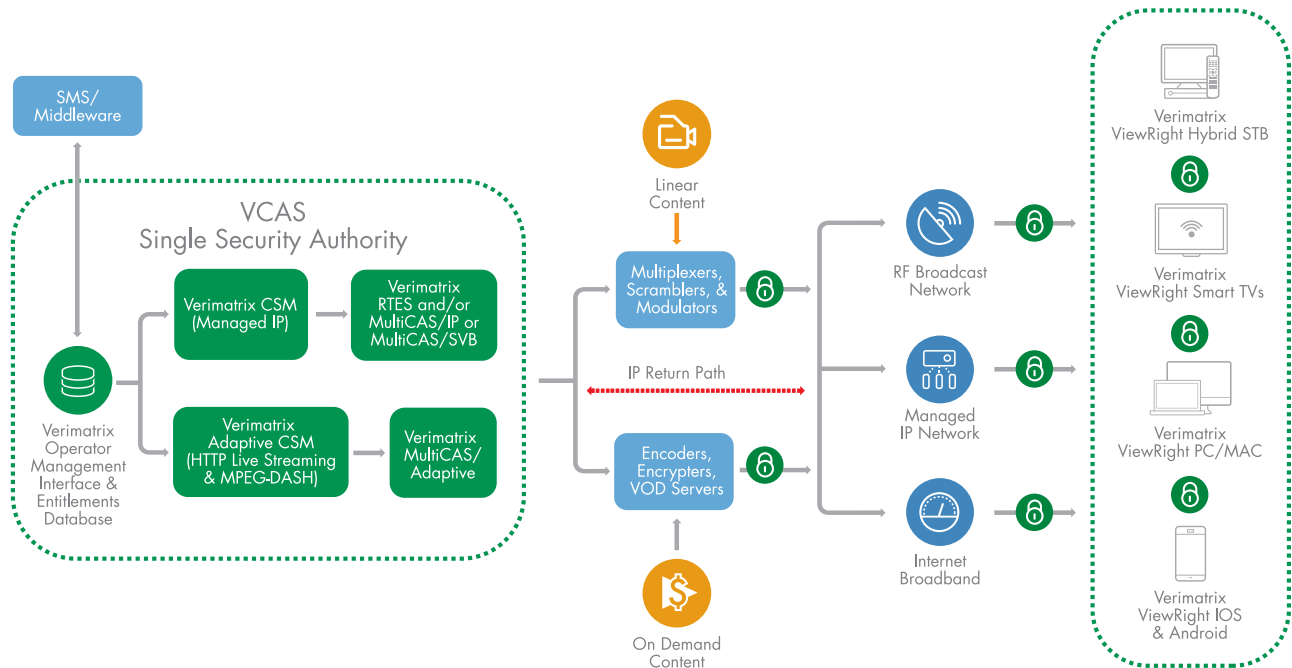 SMS/
Middleware
VCAS
Single Security Authority
Verimatrix CSM
(Managed IP)
Verimatrix
RTES and/or
MultiCAS/IP or
MultiCAS/SVB
Verimatrix
Operator
Management
Interface &
Entitlements
Database
Verimatrix
Adaptive CSM
(HTTP Live Streaming
& MPEG-DASH)
Verimatrix
MultiCAS/
Adaptive
Linear
Content
Multiplexers,
Scramblers, &
Modulators
IP Return Path
Encoders,
Encrypters,
VOD Servers
On Demand
Content
RF Broadcast
Network
Managed
IP Network
Internet
Broadband
Verimatrix
ViewRight Hybrid STB
Verimatrix
ViewRight Smart TVs
Verimatrix
ViewRight PC/MAC
Verimatrix
ViewRight IOS
& Android